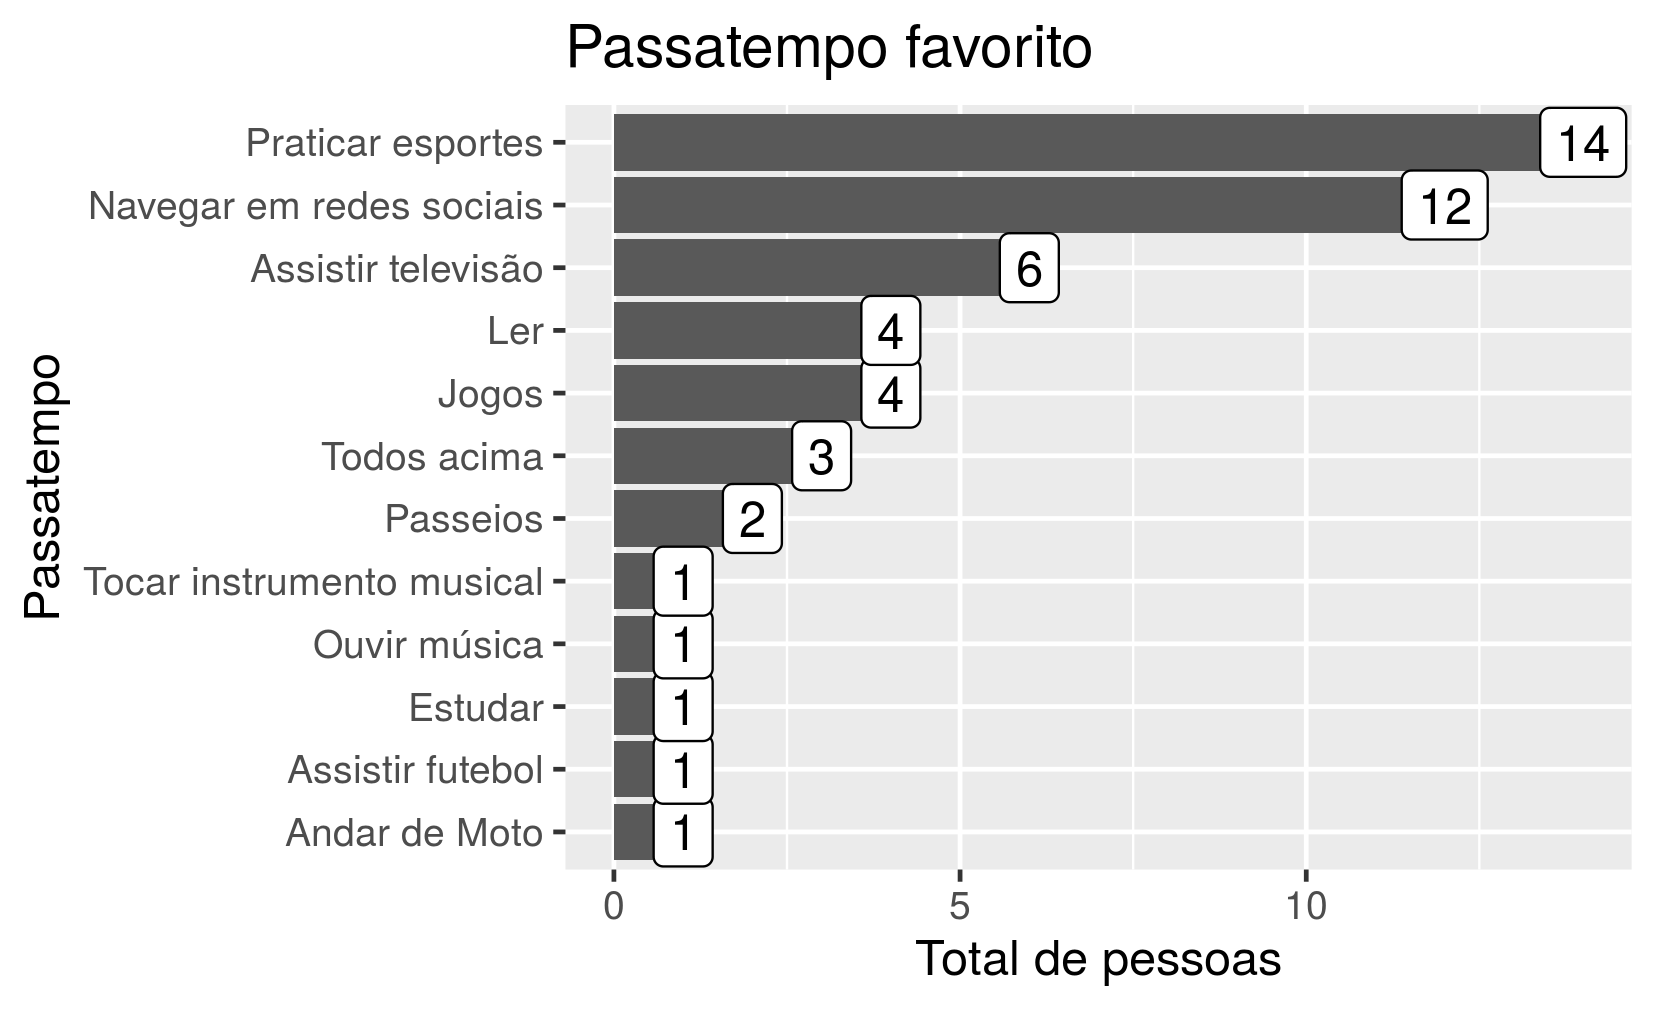 Passatempo favorito
Praticar esportes 14
Navegar em redes sociais 12
Assistir televisão 6
Ler 4
Jogos 4
Todos acima 3
Passeios 2
Tocar instrumento musical 1
Ouvir música 1
Estudar 1
Assistir futebol 1
Andar de Moto 1
Passatempo
0 5 10
Total de pessoas